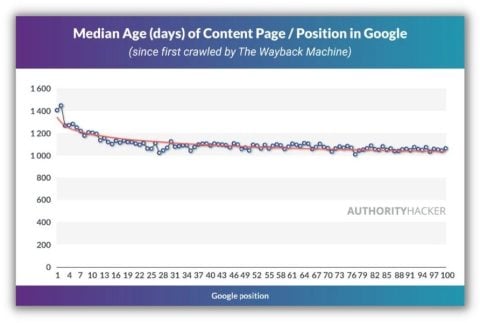 Median Age (days) of Content Page / Position in Google
(since first crawled by The Wayback Machine)
1 600
1 400
1 200
1 000
800
600
400
200
0
AUTHORITYHACKER
1 4 7 10 13 16 19 22 25 28 31 34 37 40 43 46 49 52 55 58 61 64 67 70 73 76 79 82 85 88 91 94 97 100
Google position